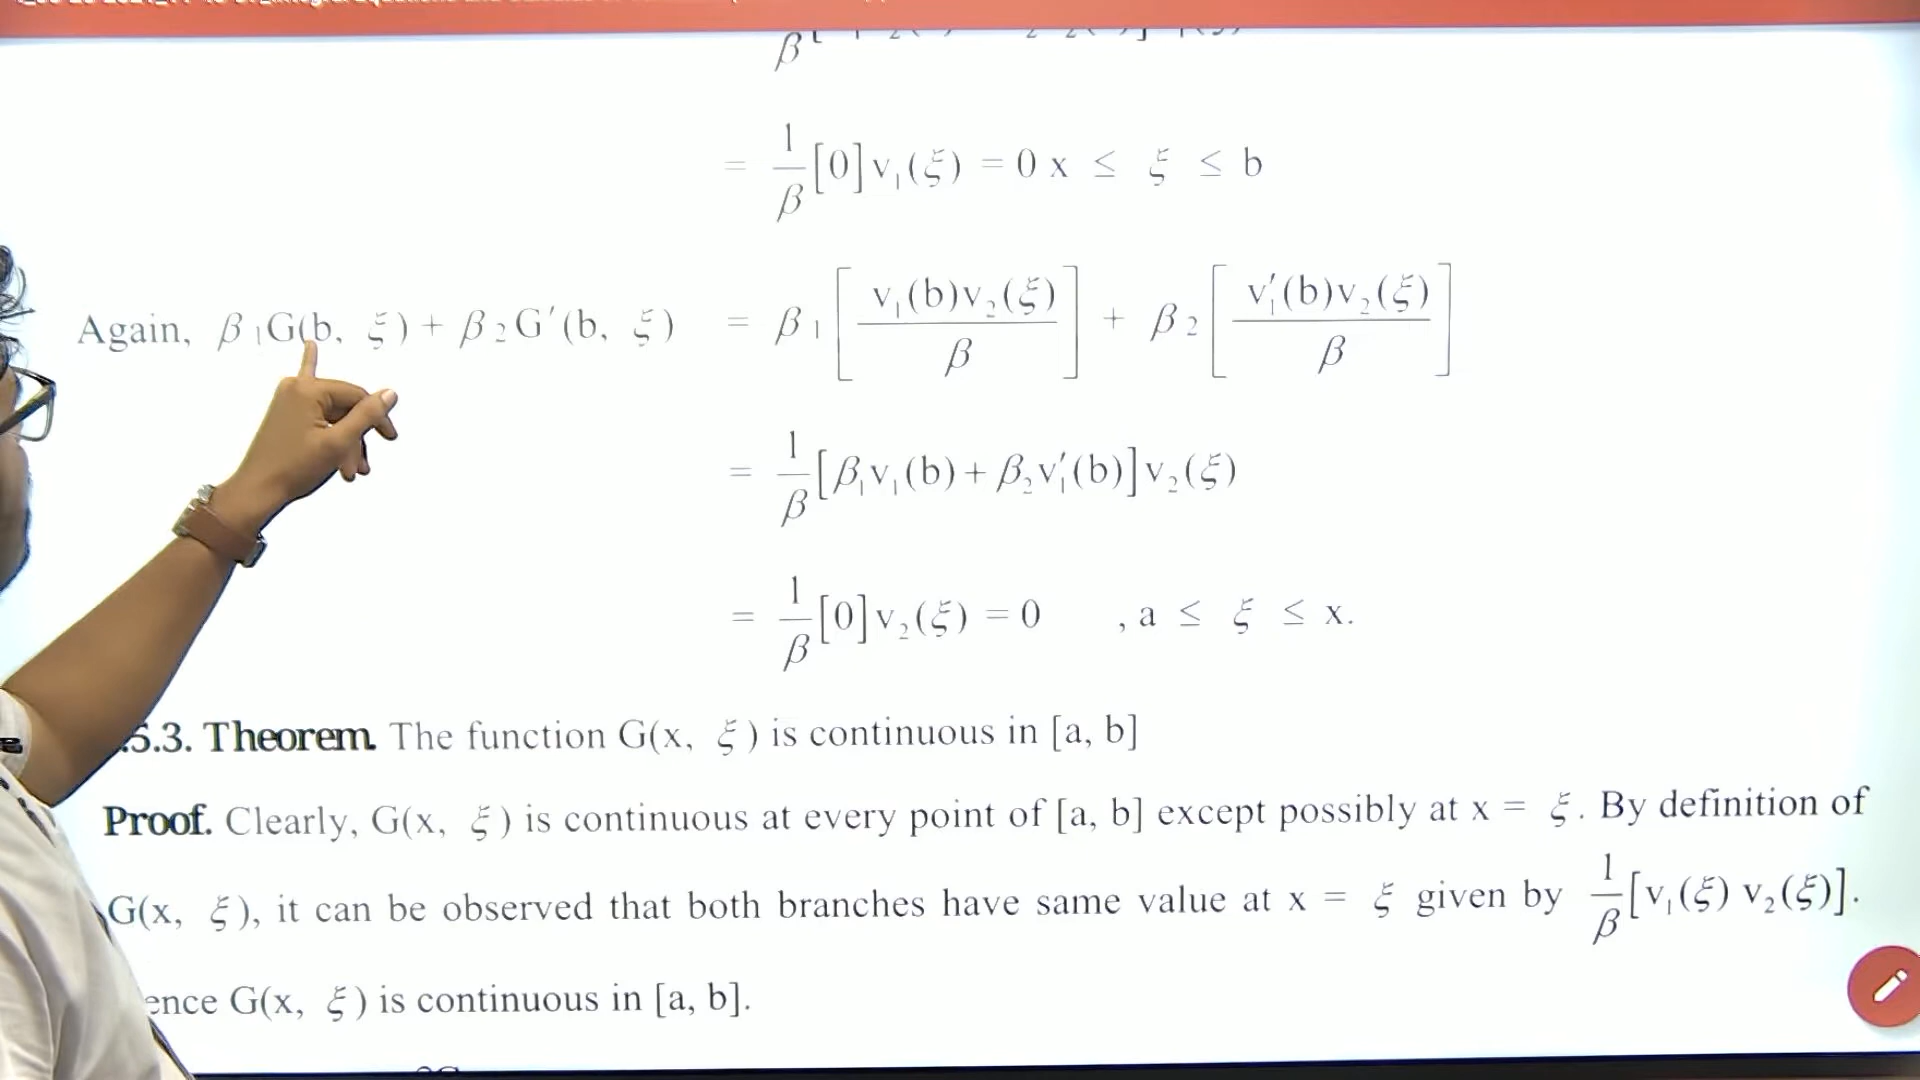 β
= 1/β [0] v₁(ξ) = 0 x ≤ ξ ≤ b
Again, β₁G(b, ξ) + β₂G′(b, ξ) = β₁ [v₁(b)v₂(ξ) / β] + β₂ [v₁′(b)v₂(ξ) / β]
= 1/β [β₁v₁(b) + β₂v₁′(b)] v₂(ξ)
= 1/β [0] v₂(ξ) = 0 , a ≤ ξ ≤ x.
.5.3. Theorem. The function G(x, ξ) is continuous in [a, b]
Proof. Clearly, G(x, ξ) is continuous at every point of [a, b] except possibly at x = ξ. By definition of
G(x, ξ), it can be observed that both branches have same value at x = ξ given by 1/β [v₁(ξ) v₂(ξ)].
ence G(x, ξ) is continuous in [a, b].